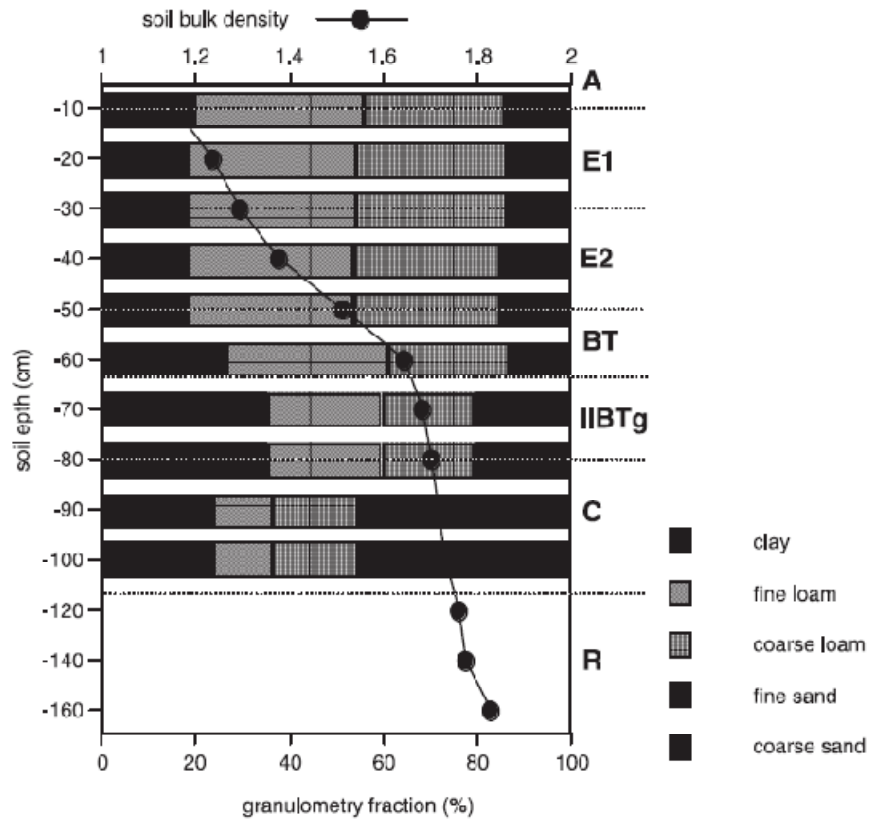 soil bulk density
1 1.2 1.4 1.6 1.8 2
A
-10
-20 E1
-30
-40 E2
-50
BT
-60
-70 IIBTg
-80
-90 C
-100
-120
-140 R
-160
soil epth (cm)
0 20 40 60 80 100
granulometry fraction (%)
clay
fine loam
coarse loam
fine sand
coarse sand